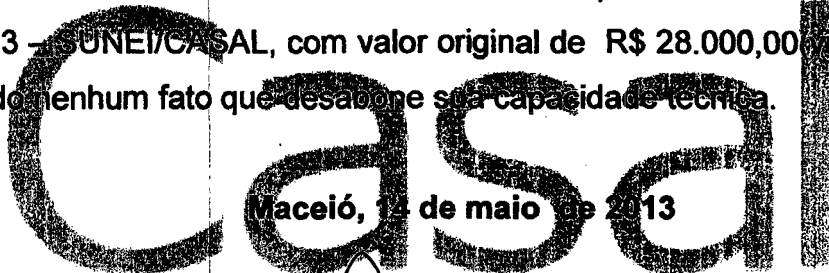 3 – SUNEI/CASAL, com valor original de R$ 28.000,00
do nenhum fato que desabone sua capacidade técnica.
Maceió, 14 de maio de 2013
Casal